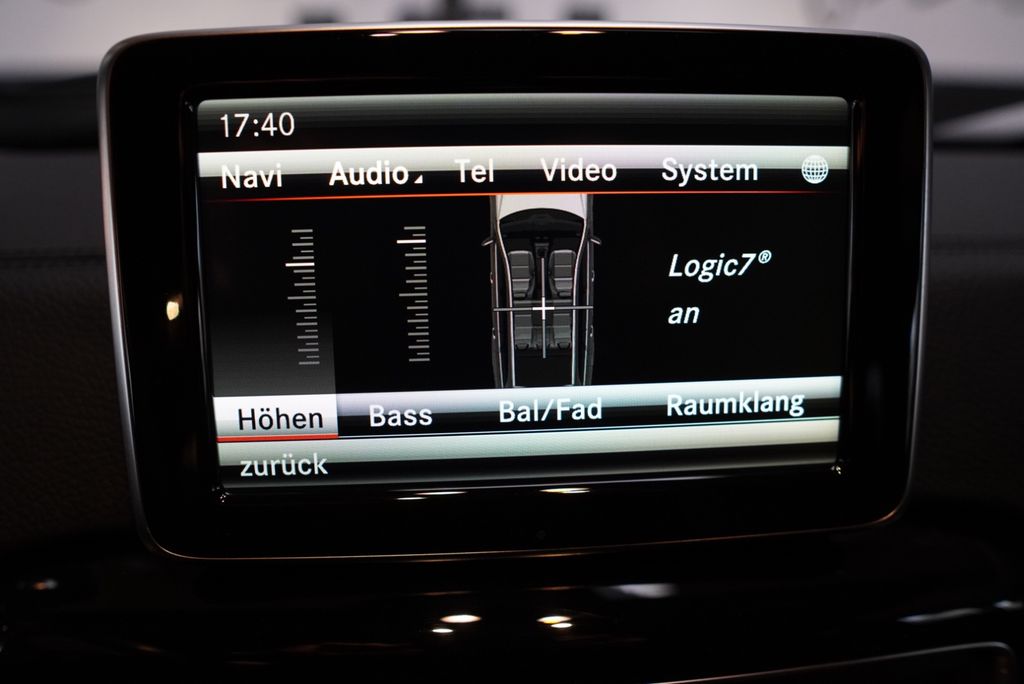 17:40
Navi Audio Tel Video System
Logic7®
an
Höhen Bass Bal/Fad Raumklang
zurück